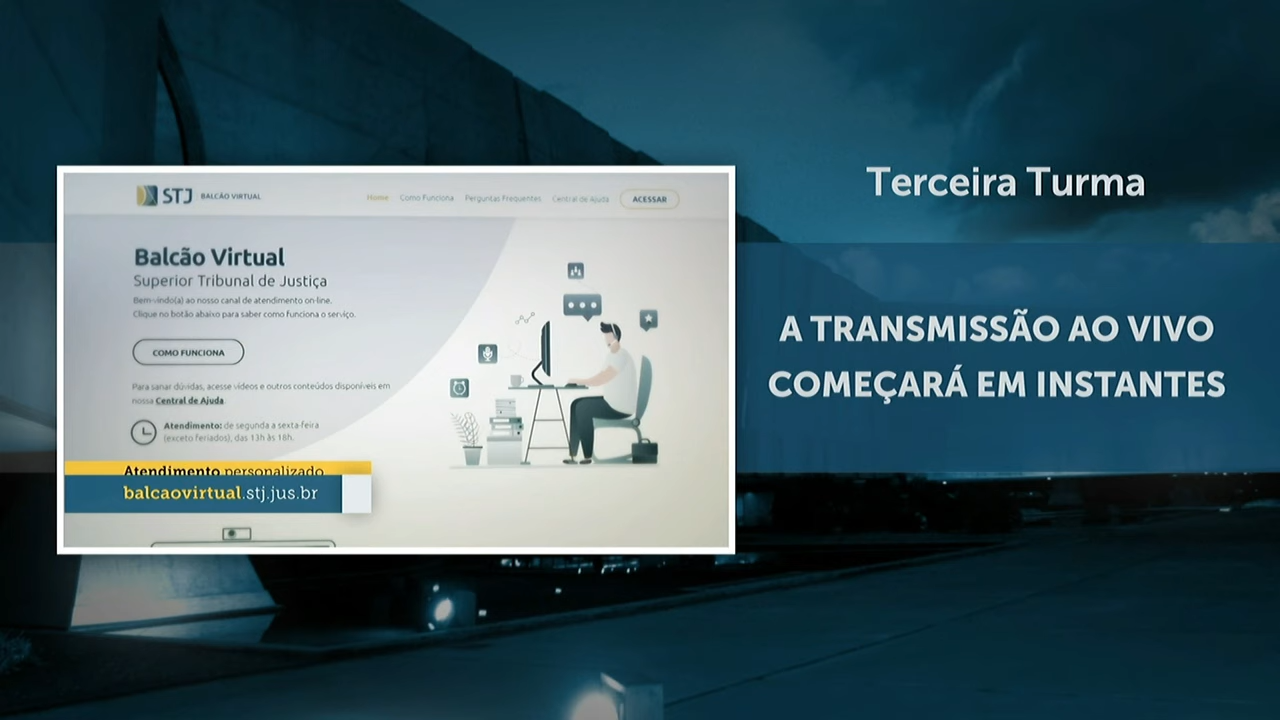 Terceira Turma
A TRANSMISSÃO AO VIVO
COMEÇARÁ EM INSTANTES
STJ BALCÃO VIRTUAL
Home Como Funciona Perguntas Frequentes Central de Ajuda ACESSAR
Balcão Virtual
Superior Tribunal de Justiça
Bem-vindo(a) ao nosso canal de atendimento on-line.
Clique no botão abaixo para saber como funciona o serviço.
COMO FUNCIONA
Para sanar dúvidas, acesse vídeos e outros conteúdos disponíveis em
nossa Central de Ajuda.
Atendimento: de segunda a sexta-feira
(exceto feriados), das 13h às 18h.
Atendimento personalizado
balcaovirtual.stj.jus.br